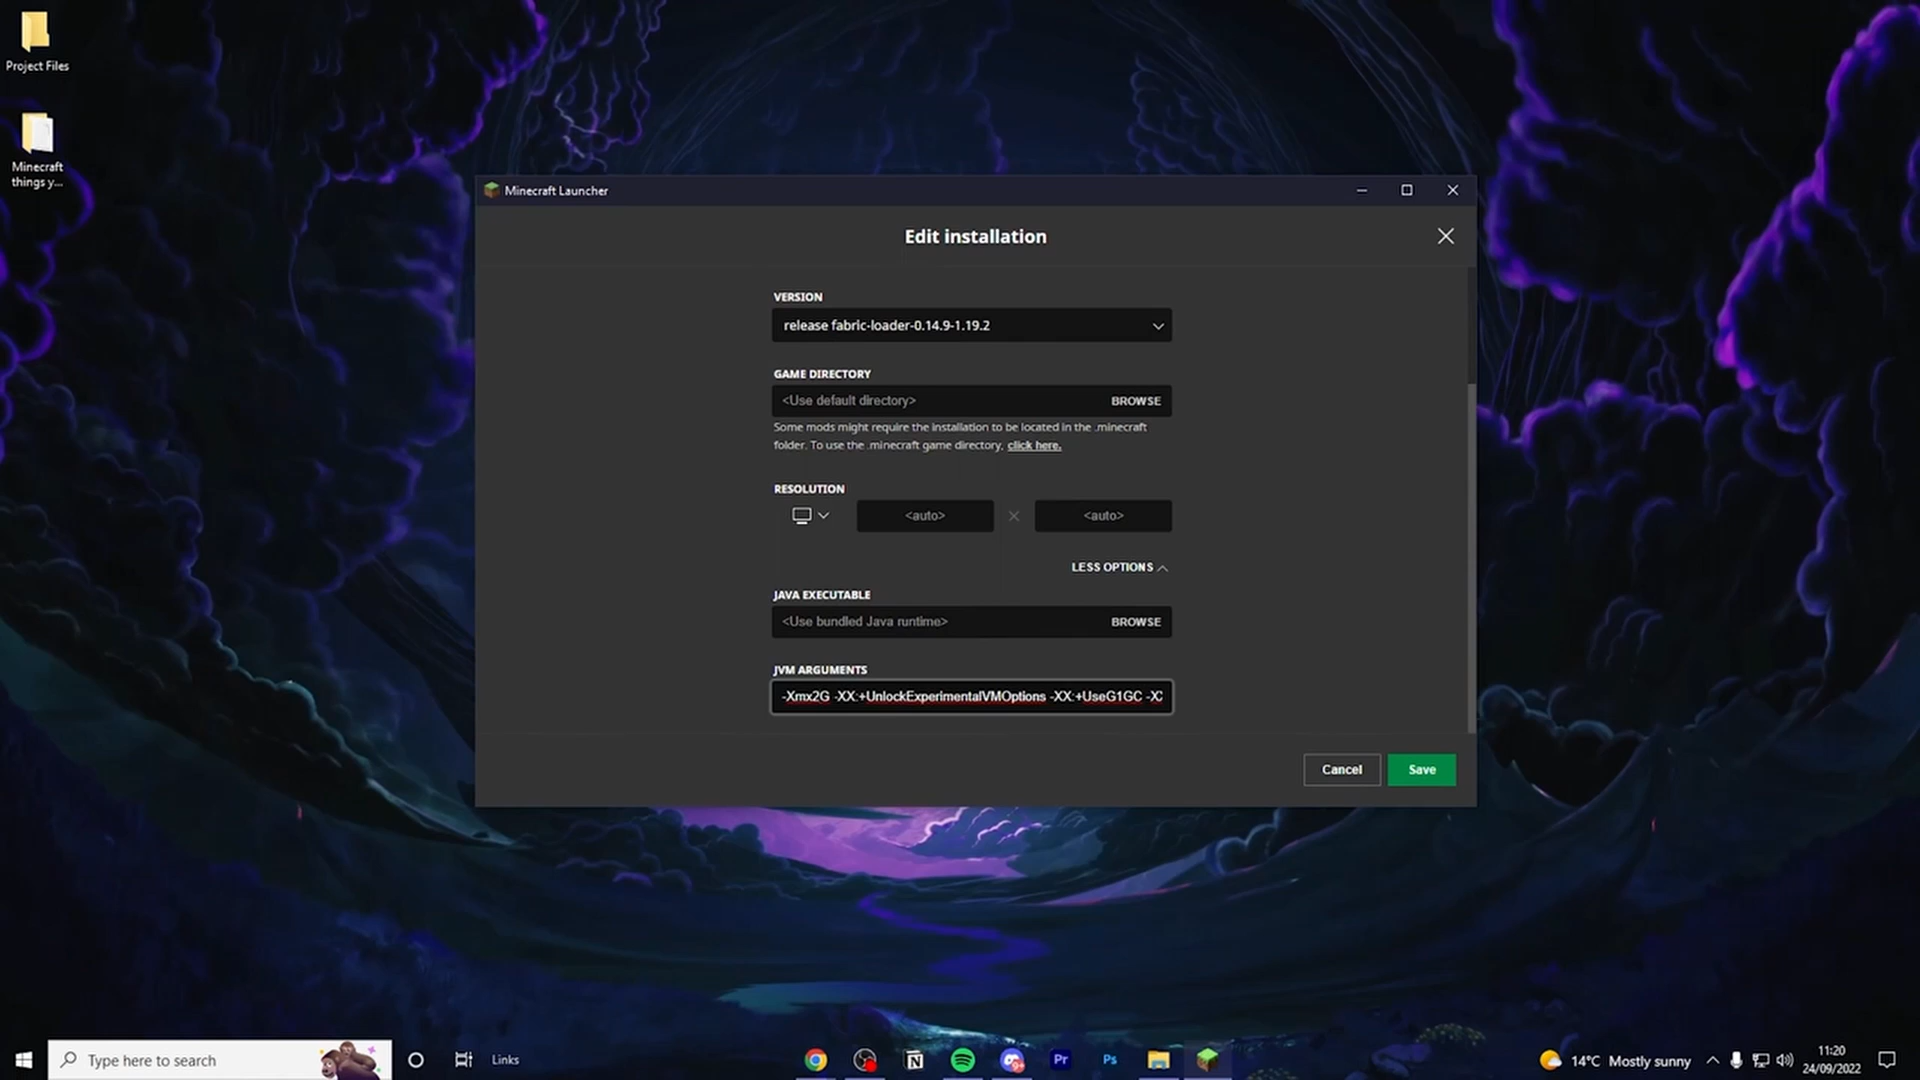 Project Files
Minecraft
things y...
Minecraft Launcher
Edit installation
VERSION
release fabric-loader-0.14.9-1.19.2
GAME DIRECTORY
<Use default directory>
BROWSE
Some mods might require the installation to be located in the .minecraft
folder. To use the .minecraft game directory, click here.
RESOLUTION
<auto>
<auto>
LESS OPTIONS
JAVA EXECUTABLE
<Use bundled Java runtime>
BROWSE
JVM ARGUMENTS
-Xmx2G -XX:+UnlockExperimentalVMOptions -XX:+UseG1GC -X
Cancel
Save
Type here to search
Links
N
9+
Pr
Ps
14°C Mostly sunny
11:20
24/09/2022